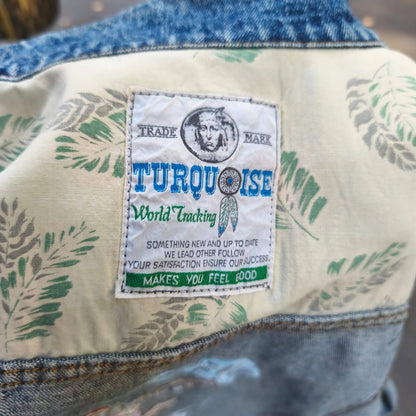 TRADE MARK
TURQUOISE
World Tracking
SOMETHING NEW AND UP TO DATE
WE LEAD OTHER FOLLOW
YOUR SATISFACTION ENSURE OUR SUCCESS.
MAKES YOU FEEL GOOD